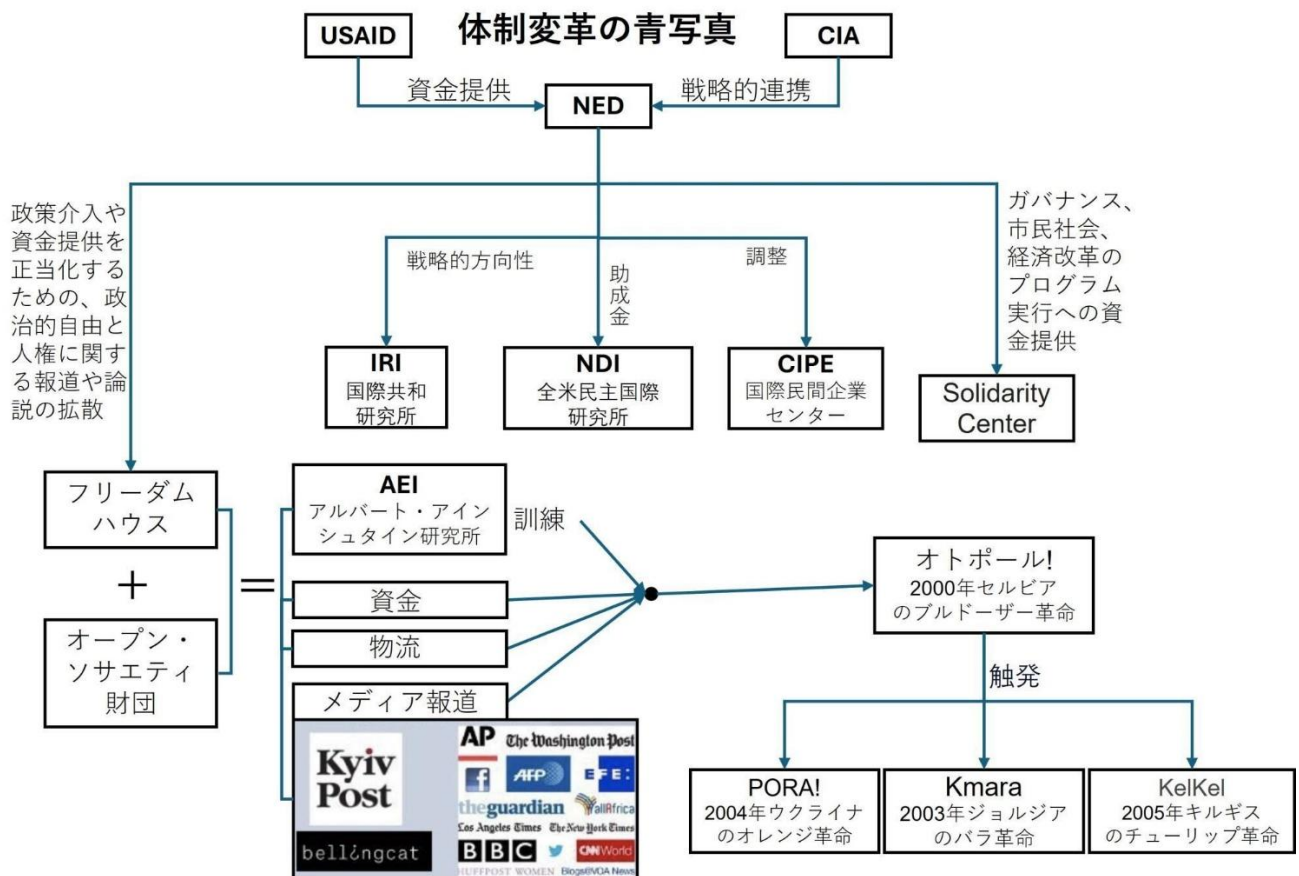 体制変革の青写真
USAID
CIA
資金提供
戦略的連携
NED
政策介入や
資金提供を
正当化する
ための、政
治的自由と
人権に関す
る報道や論
説の拡散
戦略的方向性
助成金
調整
ガバナンス、
市民社会、
経済改革の
プログラム
実行への資
金提供
IRI
国際共和
研究所
NDI
全米民主国際
研究所
CIPE
国際民間企業
センター
Solidarity
Center
フリーダム
ハウス
+
オープン・
ソサエティ
財団
=
AEI
アルバート・アイン
シュタイン研究所
訓練
資金
物流
メディア報道
Kyiv
Post
bellingcat
AP The Washington Post
f AFP EFE:
theguardian allAfrica
Los Angeles Times The New York Times
BBC CNN World
HUFFPOST WOMEN Blogs@VOA News
オトポール!
2000年セルビア
のブルドーザー革命
触発
PORA!
2004年ウクライナ
のオレンジ革命
Kmara
2003年ジョルジア
のバラ革命
KelKel
2005年キルギス
のチューリップ革命